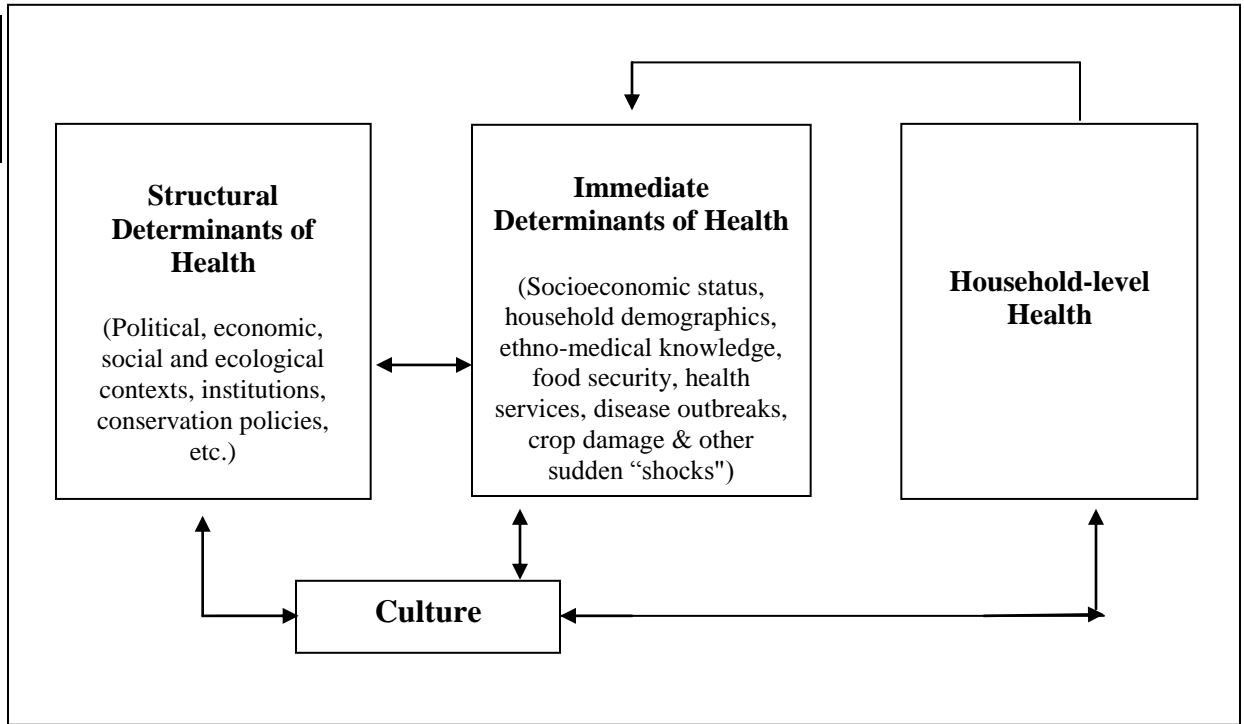 Structural
Determinants of
Health
(Political, economic,
social and ecological
contexts, institutions,
conservation policies,
etc.)
Immediate
Determinants of Health
(Socioeconomic status,
household demographics,
ethno-medical knowledge,
food security, health
services, disease outbreaks,
crop damage & other
sudden “shocks")
Household-level
Health
Culture